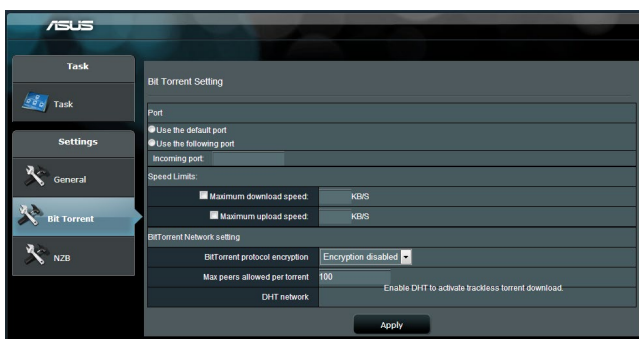 ASUS
Task
Task
Settings
General
Bit Torrent
NZB
Bit Torrent Setting
Port
Use the default port
Use the following port
Incoming port:
Speed Limits:
Maximum download speed: KB/S
Maximum upload speed: KB/S
BitTorrent Network setting
BitTorrent protocol encryption Encryption disabled
Max peers allowed per torrent 100
DHT network Enable DHT to activate trackless torrent download.
Apply